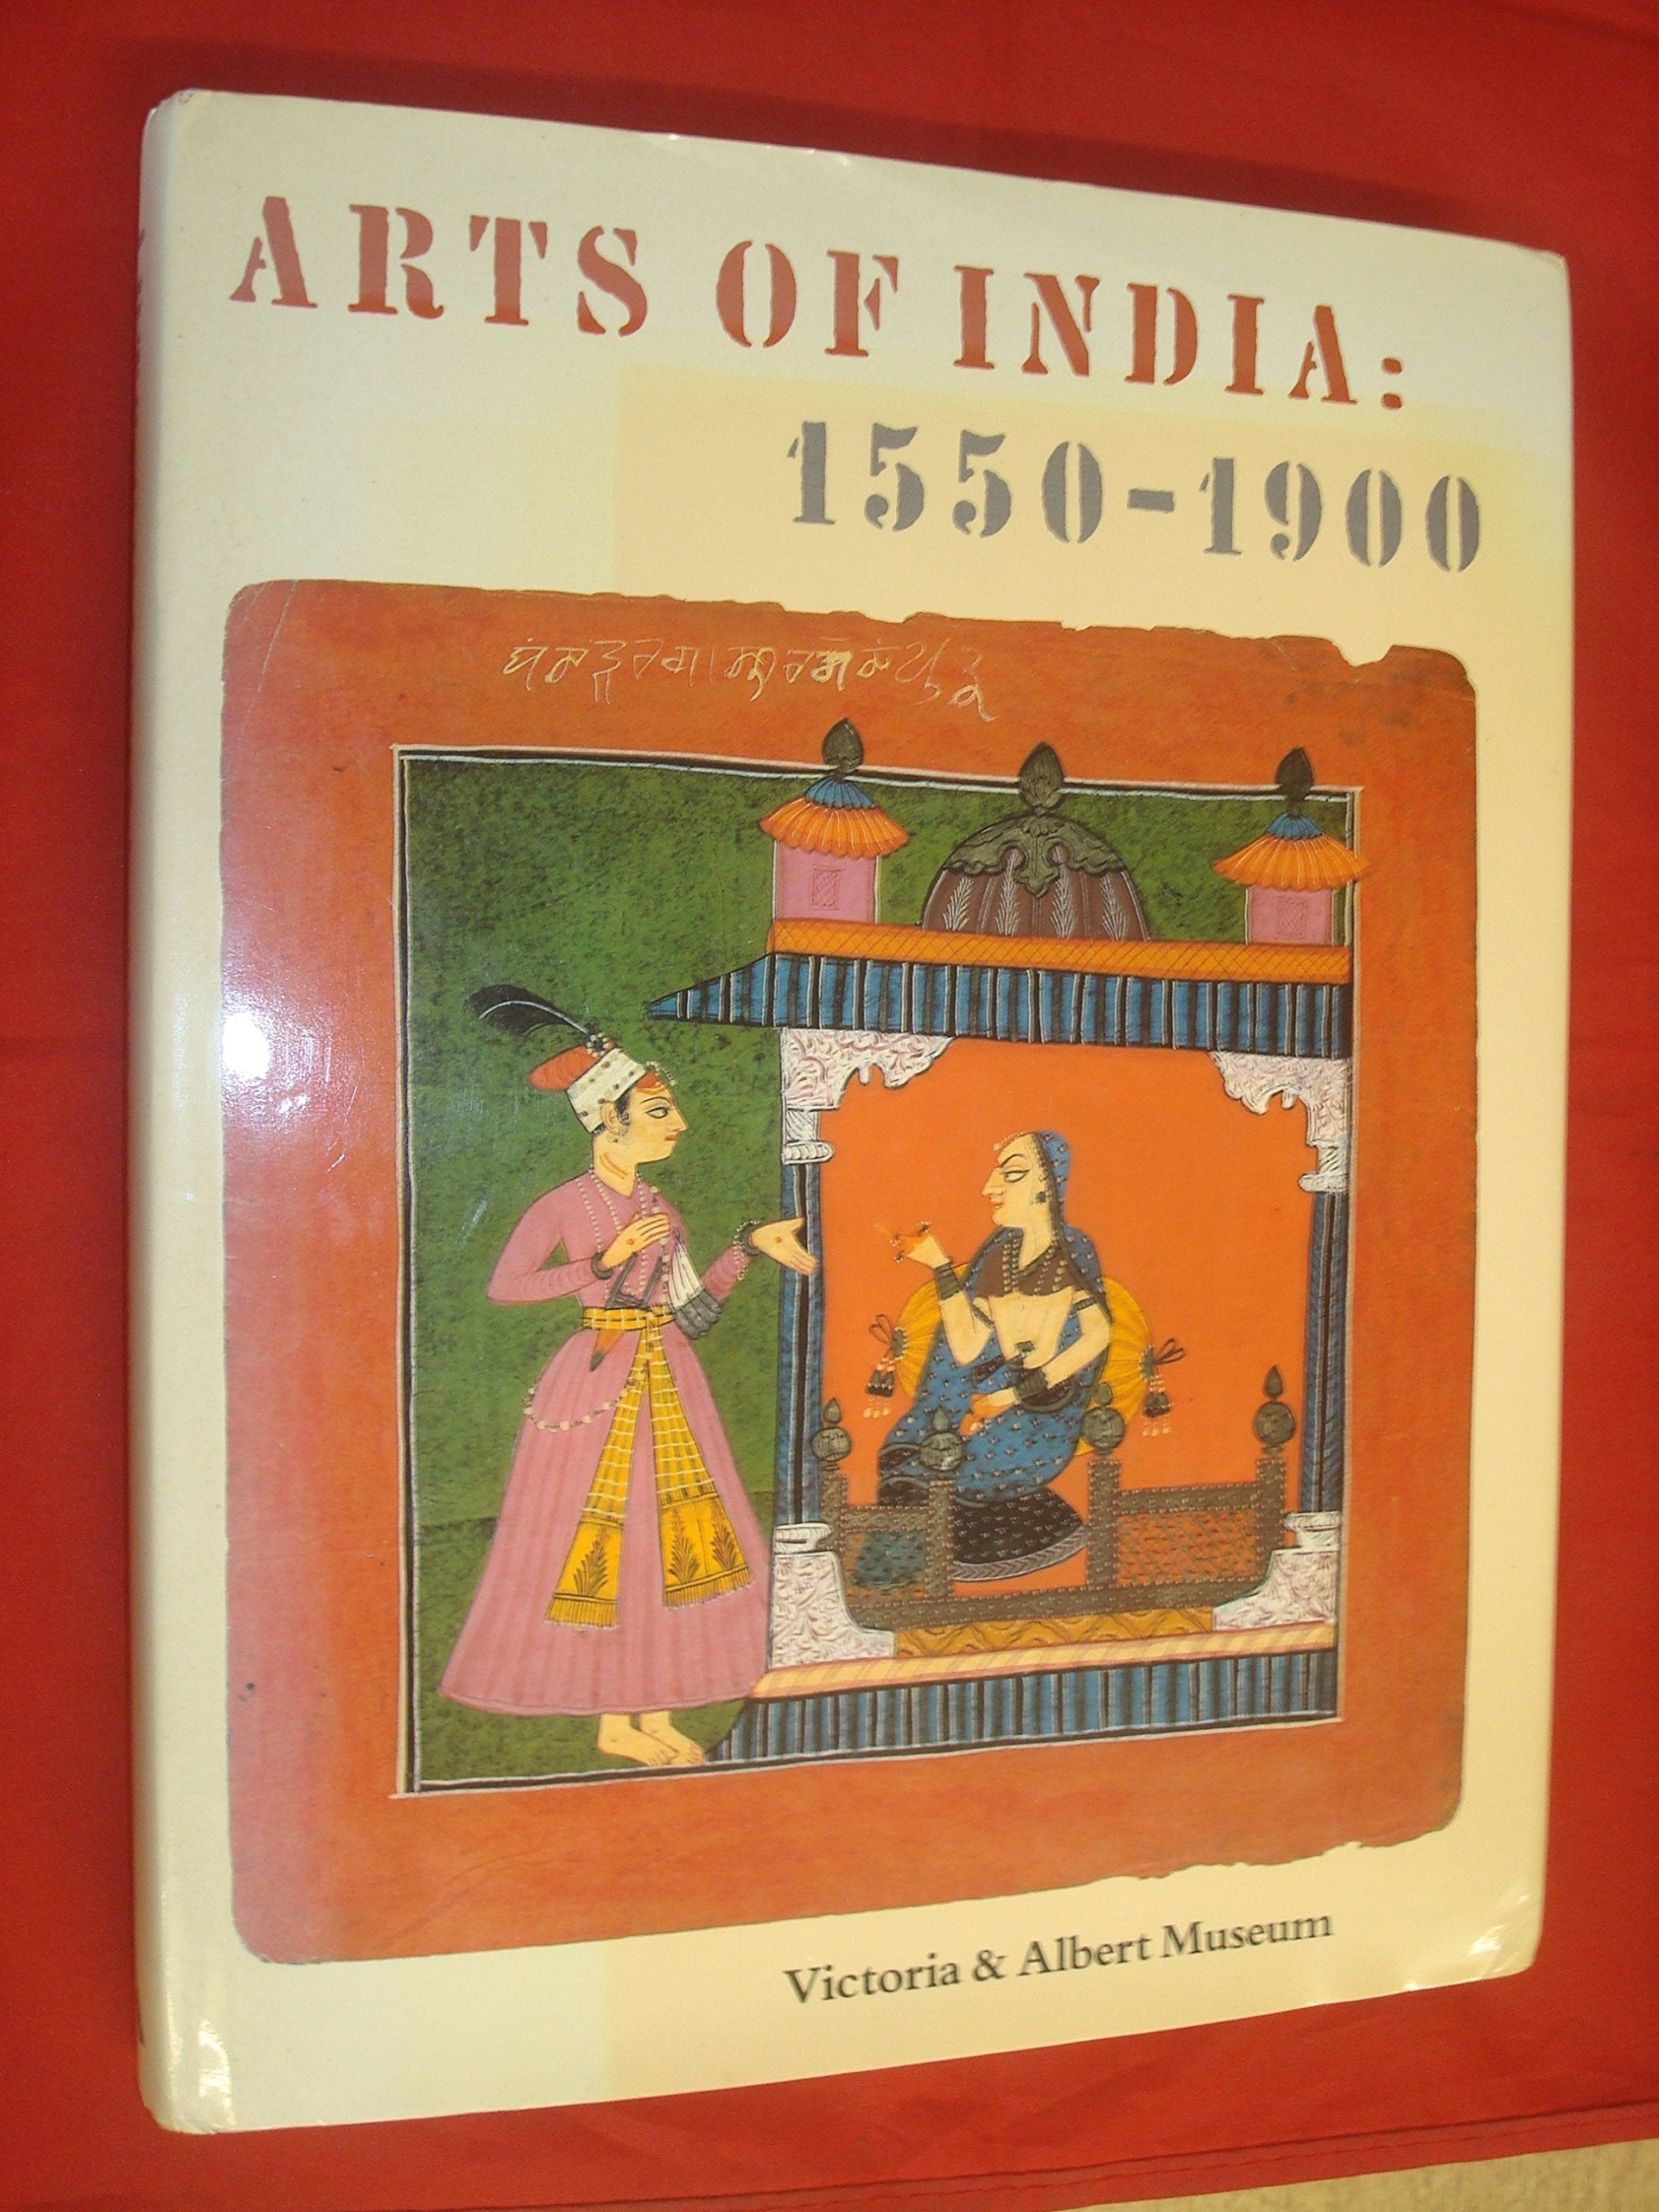 ARTS OF INDIA:
1550-1900
Victoria & Albert Museum